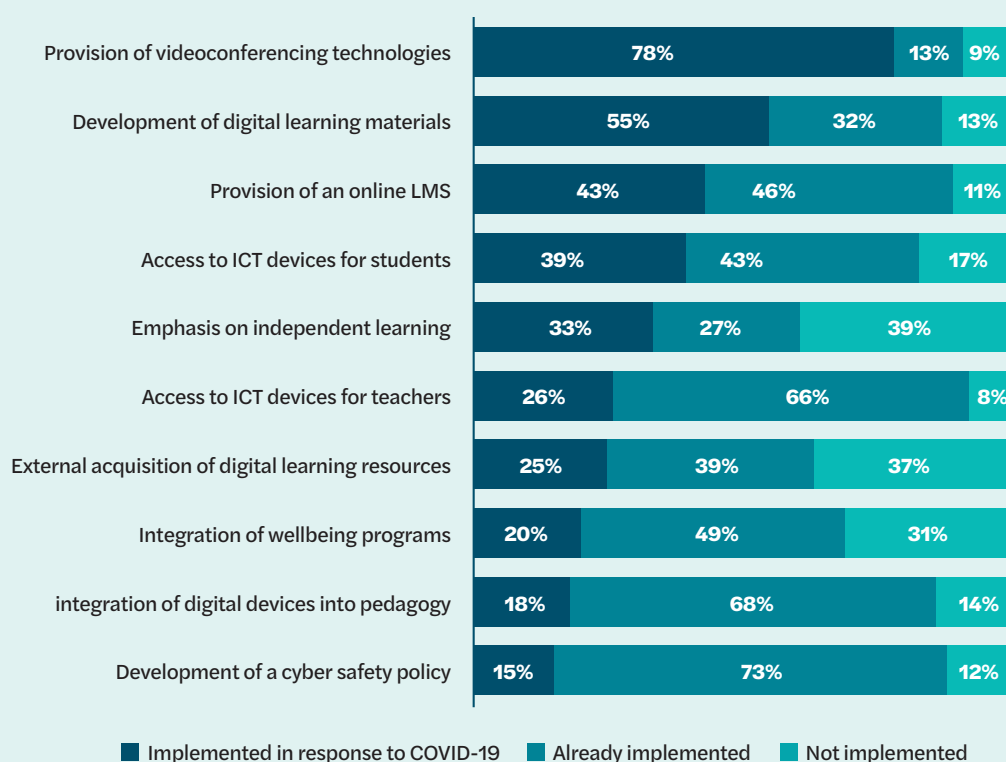 Provision of videoconferencing technologies 78% 13% 9%
Development of digital learning materials 55% 32% 13%
Provision of an online LMS 43% 46% 11%
Access to ICT devices for students 39% 43% 17%
Emphasis on independent learning 33% 27% 39%
Access to ICT devices for teachers 26% 66% 8%
External acquisition of digital learning resources 25% 39% 37%
Integration of wellbeing programs 20% 49% 31%
integration of digital devices into pedagogy 18% 68% 14%
Development of a cyber safety policy 15% 73% 12%
Implemented in response to COVID-19 Already implemented Not implemented